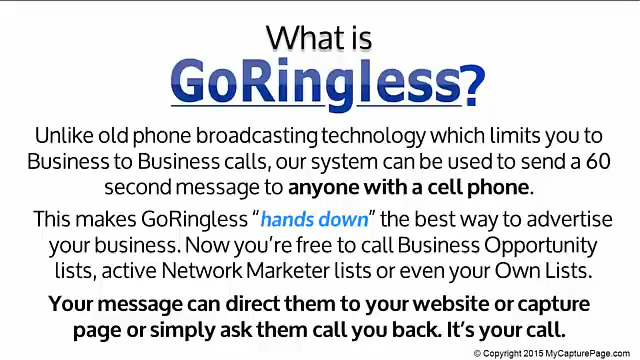 What is
GoRingless?
Unlike old phone broadcasting technology which limits you to
Business to Business calls, our system can be used to send a 60
second message to anyone with a cell phone.
This makes GoRingless “hands down” the best way to advertise
your business. Now you’re free to call Business Opportunity
lists, active Network Marketer lists or even your Own Lists.
Your message can direct them to your website or capture
page or simply ask them call you back. It’s your call.
© Copyright 2015 MyCapturePage.com